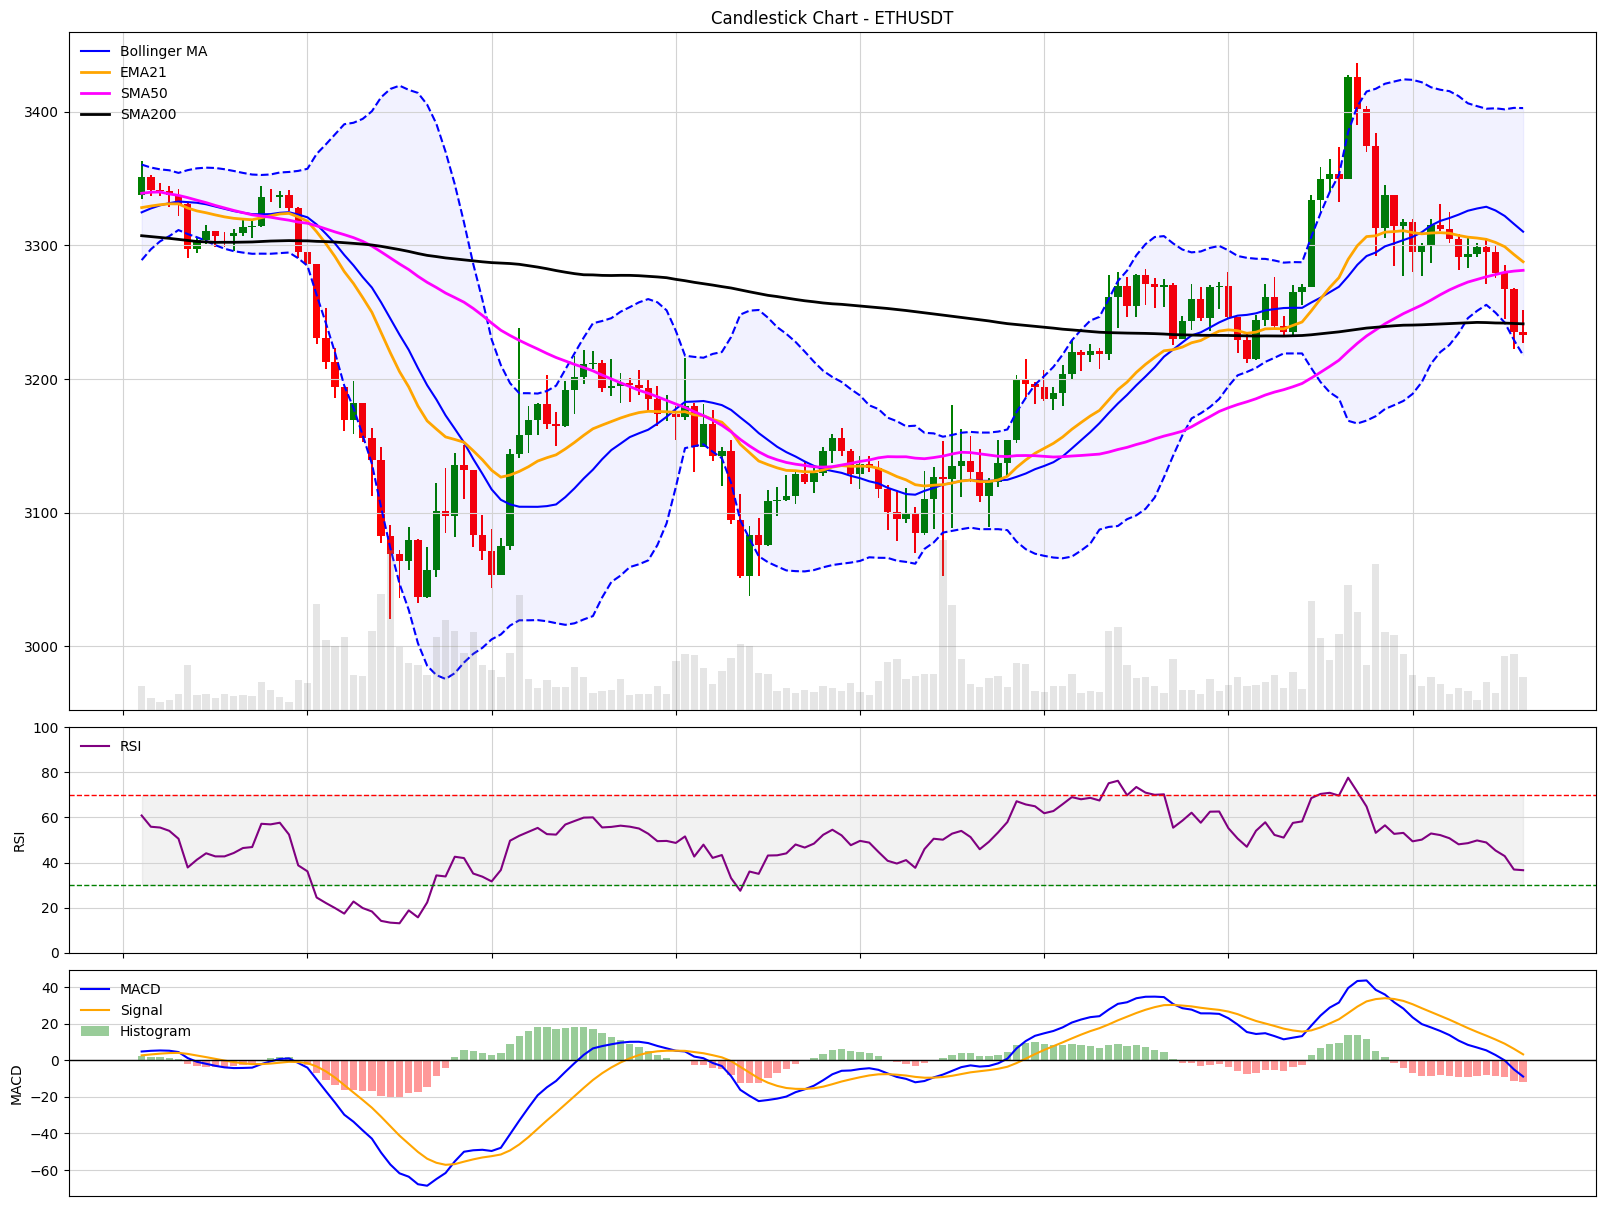 Candlestick Chart - ETHUSDT
Bollinger MA
EMA21
SMA50
SMA200
3400
3300
3200
3100
3000
RSI
100
80
60
40
20
0
RSI
MACD
Signal
Histogram
40
20
0
−20
−40
−60
MACD